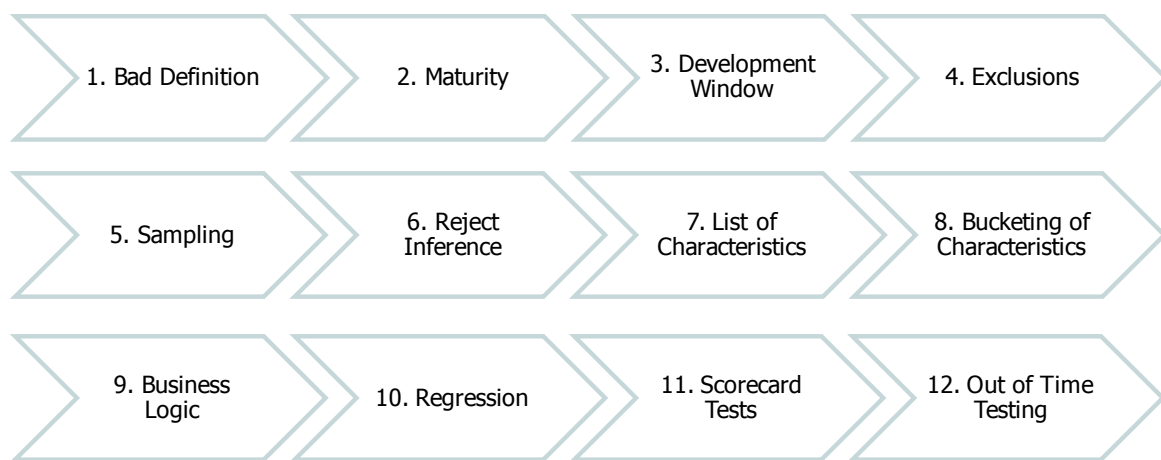 1. Bad Definition
2. Maturity
3. Development
Window
4. Exclusions
5. Sampling
6. Reject
Inference
7. List of
Characteristics
8. Bucketing of
Characteristics
9. Business
Logic
10. Regression
11. Scorecard
Tests
12. Out of Time
Testing